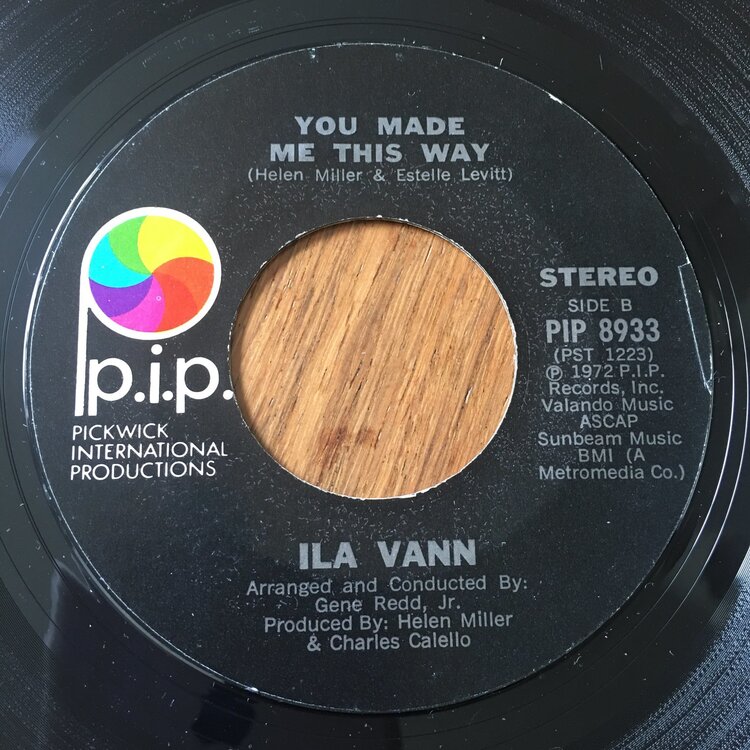 YOU MADE
ME THIS WAY
(Helen Miller & Estelle Levitt)
p.i.p.
PICKWICK
INTERNATIONAL
PRODUCTIONS
STEREO
SIDE B
PIP 8933
(PST 1223)
℗ 1972 P.I.P.
Records, Inc.
Valando Music
ASCAP
Sunbeam Music
BMI (A
Metromedia Co.)
ILA VANN
Arranged and Conducted By:
Gene Redd, Jr.
Produced By: Helen Miller
& Charles Calello